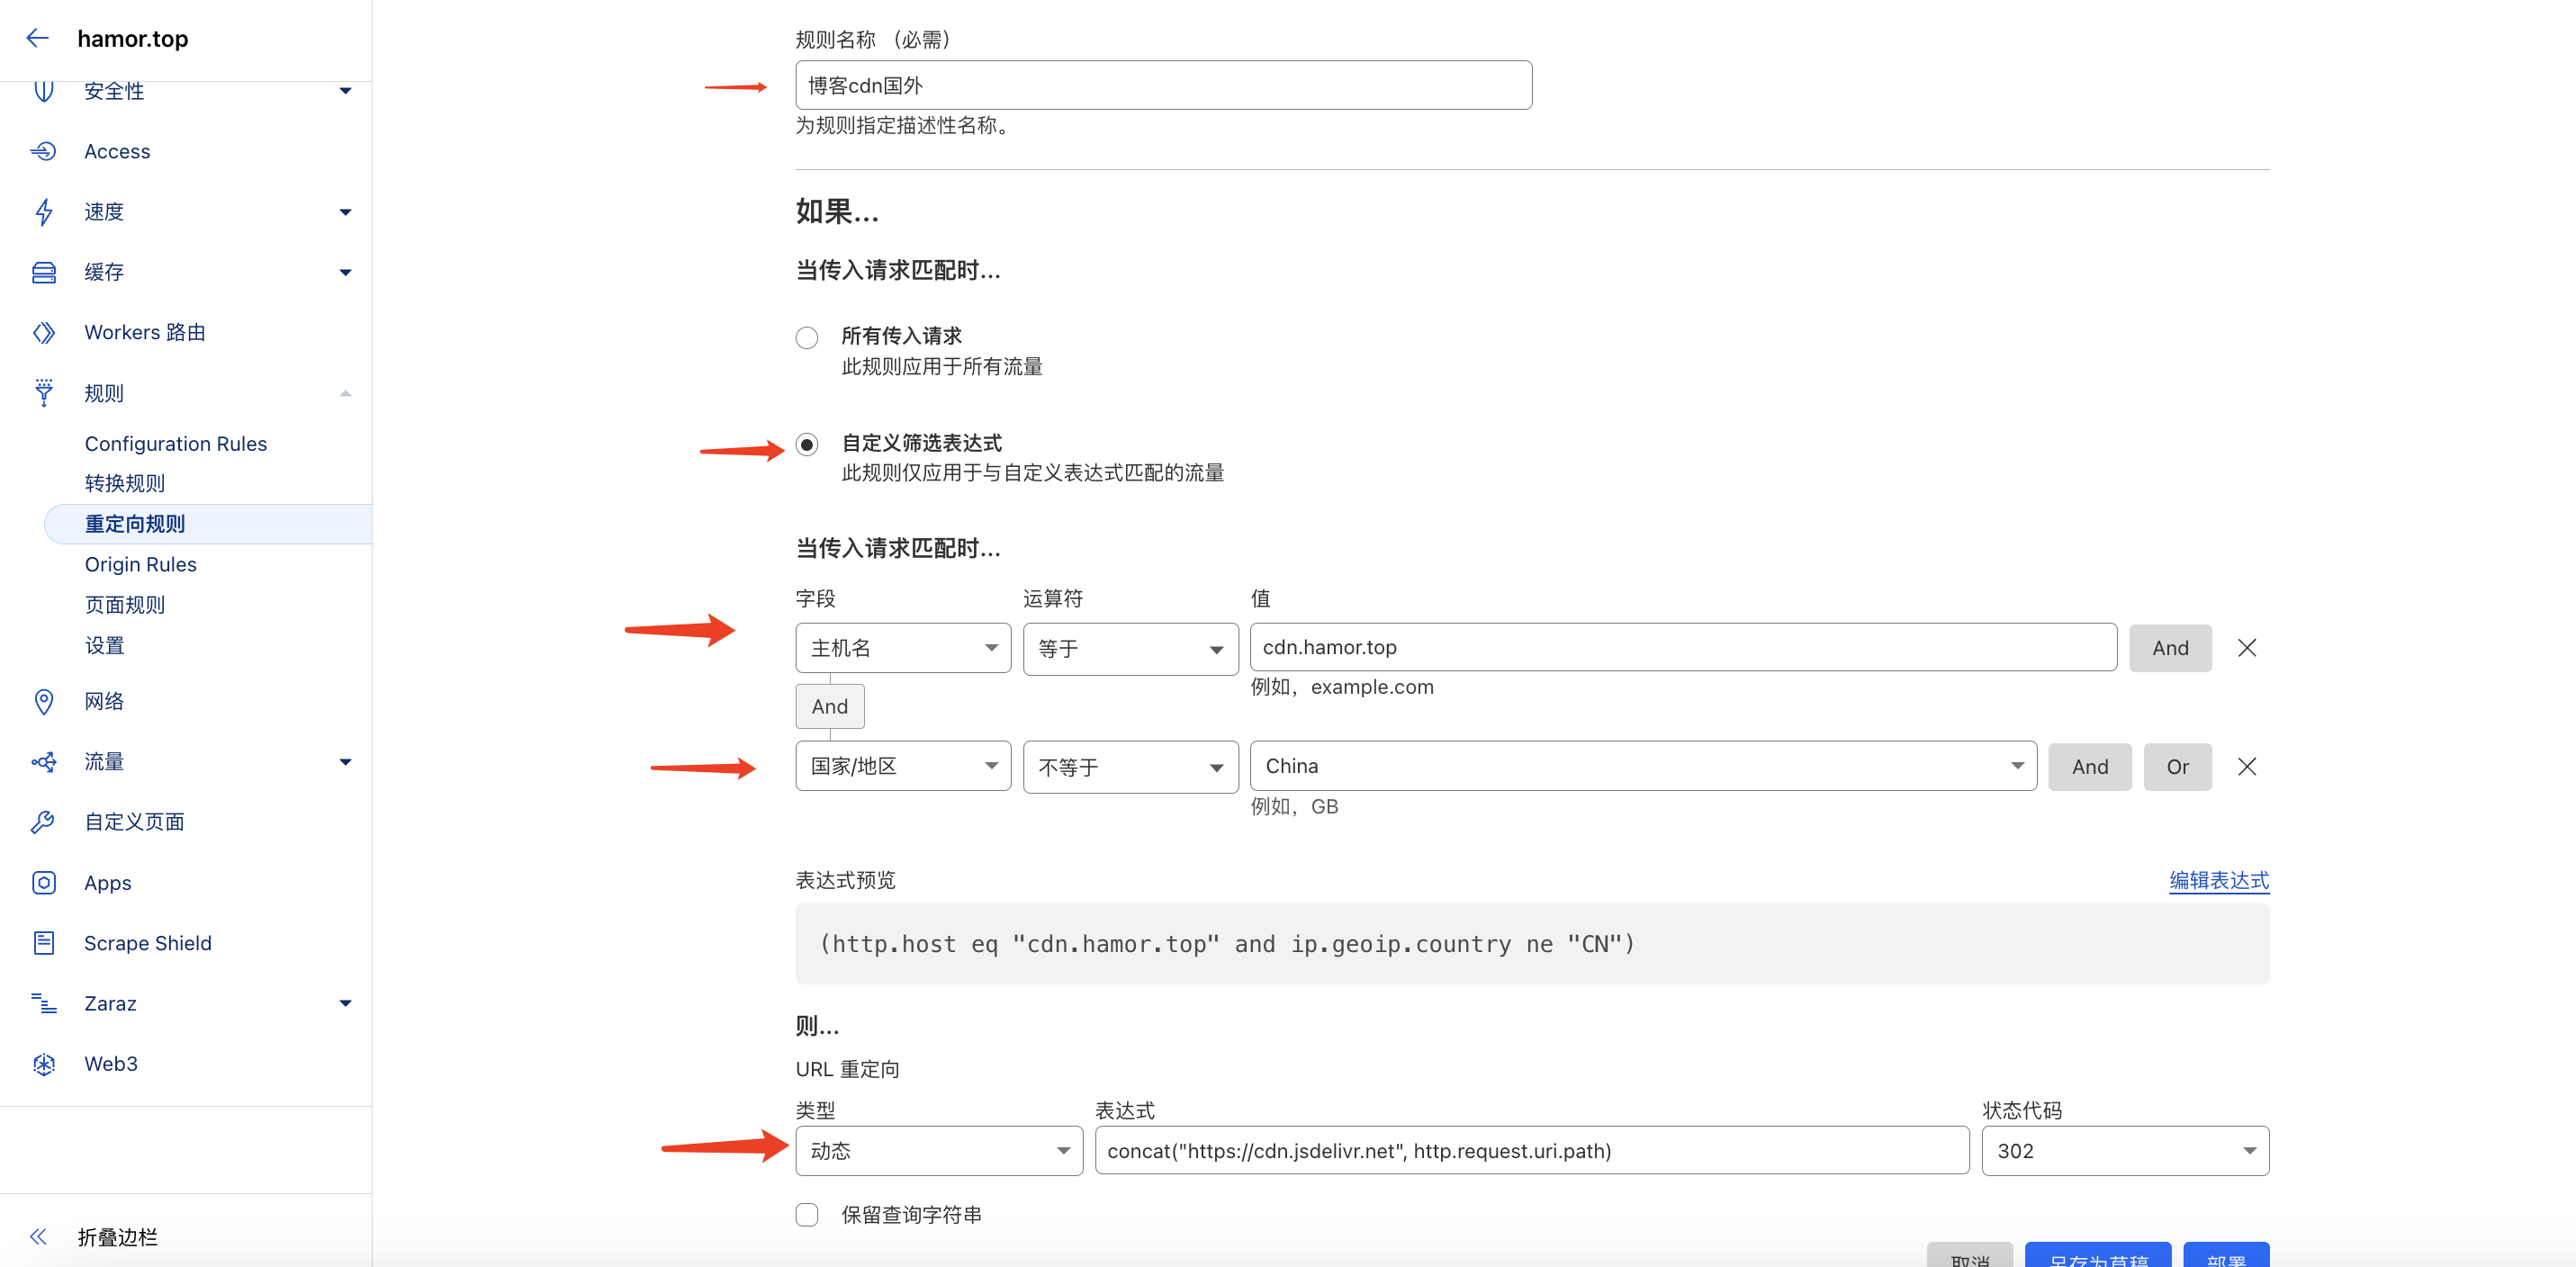 hamor.top
安全性
Access
速度
缓存
Workers 路由
规则
Configuration Rules
转换规则
重定向规则
Origin Rules
页面规则
设置
网络
流量
自定义页面
Apps
Scrape Shield
Zaraz
Web3
折叠边栏
规则名称 （必需）
博客cdn国外
为规则指定描述性名称。
如果...
当传入请求匹配时...
所有传入请求
此规则应用于所有流量
自定义筛选表达式
此规则仅应用于与自定义表达式匹配的流量
当传入请求匹配时...
字段 运算符 值
主机名 等于 cdn.hamor.top And
例如，example.com
And
国家/地区 不等于 China And Or
例如，GB
表达式预览 编辑表达式
(http.host eq "cdn.hamor.top" and ip.geoip.country ne "CN")
则...
URL 重定向
类型 表达式 状态代码
动态 concat("https://cdn.jsdelivr.net", http.request.uri.path) 302
保留查询字符串
取消 另存为草稿 部署